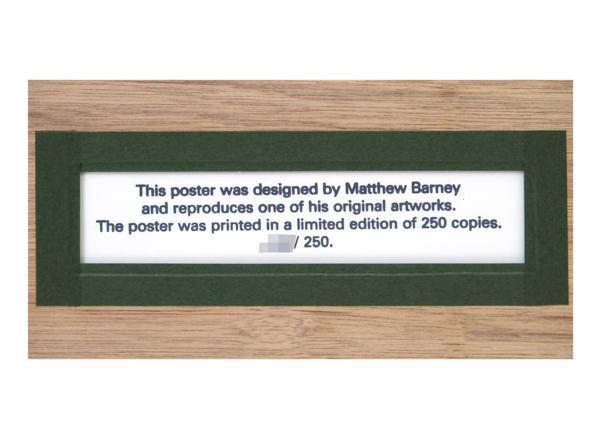 This poster was designed by Matthew Barney
and reproduces one of his original artworks.
The poster was printed in a limited edition of 250 copies.
/ 250.